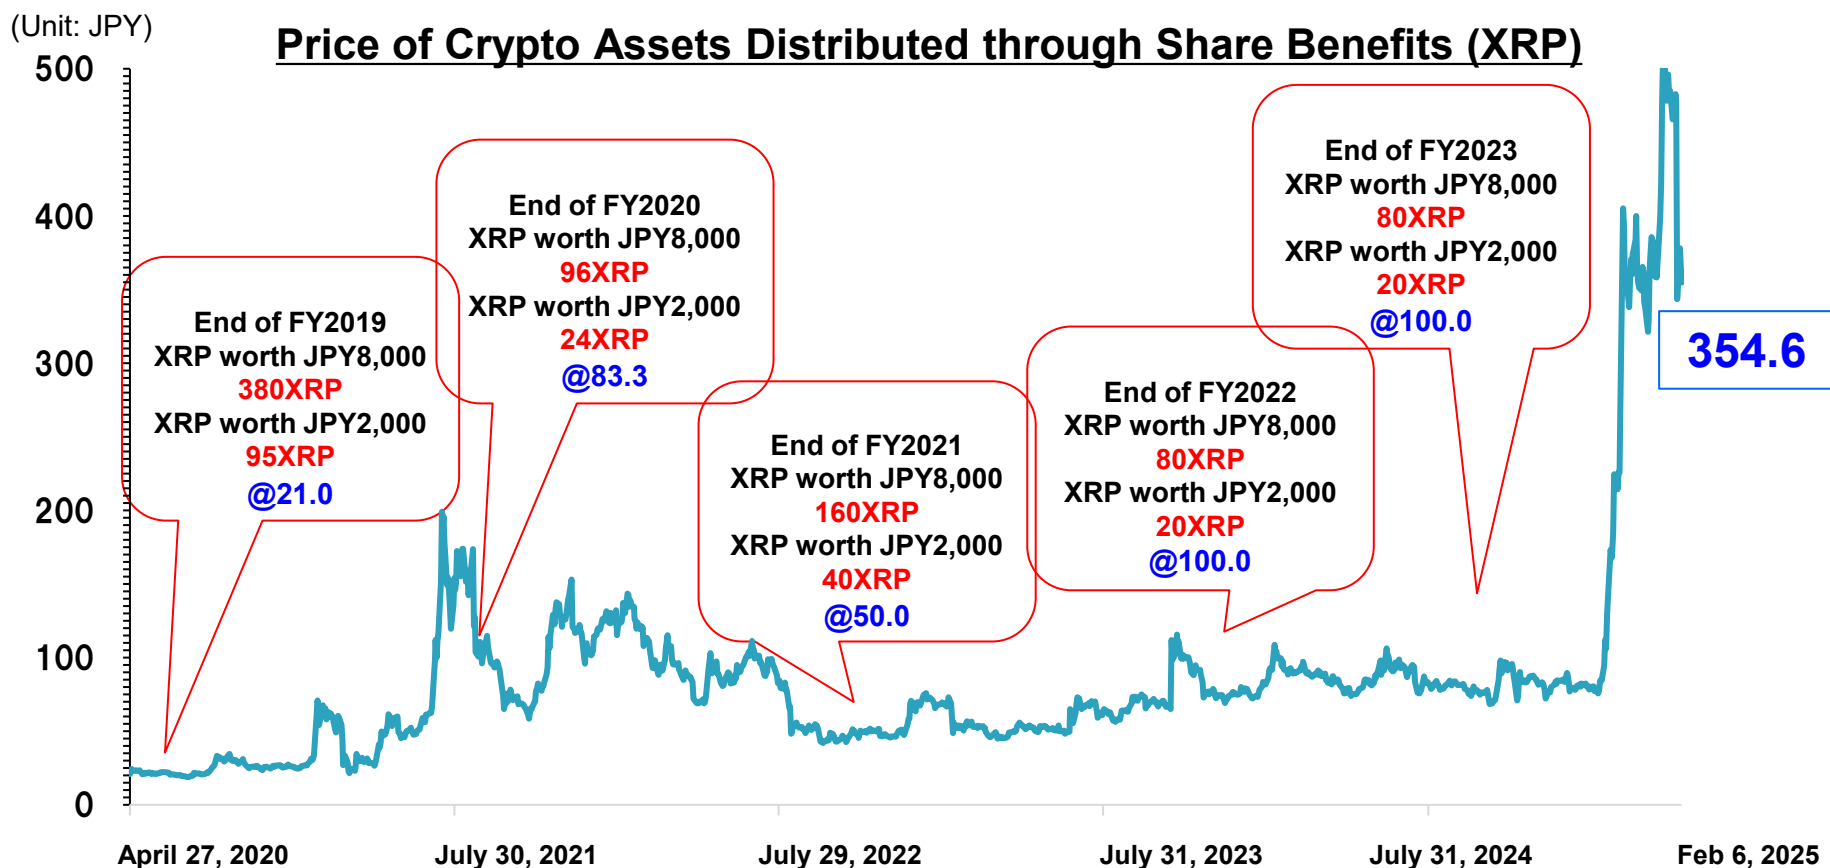 (Unit: JPY)
Price of Crypto Assets Distributed through Share Benefits (XRP)
500
400
300
200
100
0
End of FY2019
XRP worth JPY8,000
380XRP
XRP worth JPY2,000
95XRP
@21.0
End of FY2020
XRP worth JPY8,000
96XRP
XRP worth JPY2,000
24XRP
@83.3
End of FY2021
XRP worth JPY8,000
160XRP
XRP worth JPY2,000
40XRP
@50.0
End of FY2022
XRP worth JPY8,000
80XRP
XRP worth JPY2,000
20XRP
@100.0
End of FY2023
XRP worth JPY8,000
80XRP
XRP worth JPY2,000
20XRP
@100.0
354.6
April 27, 2020
July 30, 2021
July 29, 2022
July 31, 2023
July 31, 2024
Feb 6, 2025